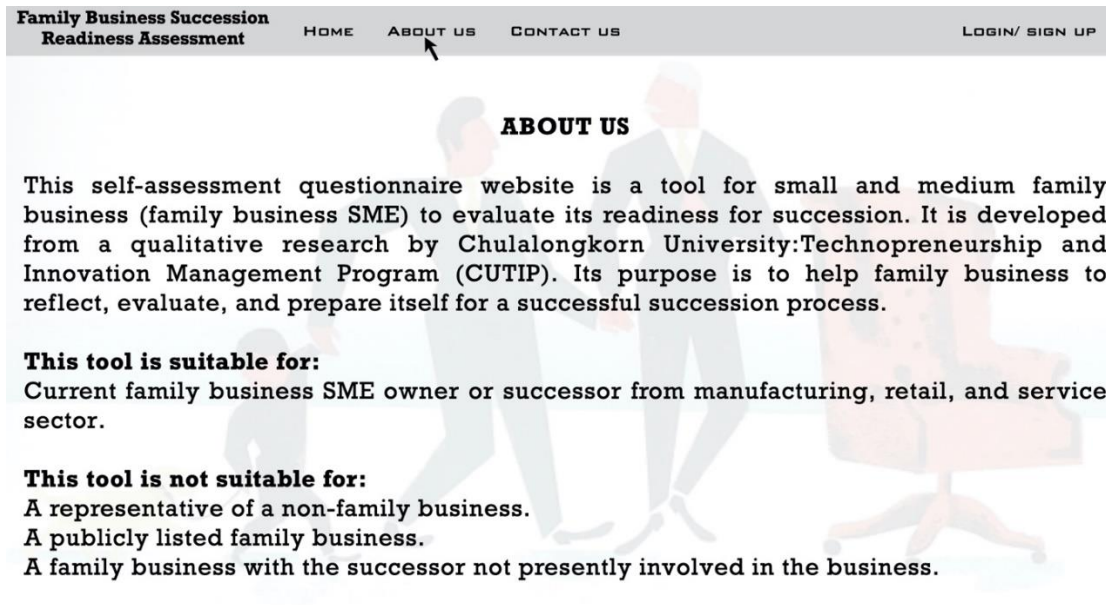 Family Business Succession
Readiness Assessment
HOME ABOUT US CONTACT US LOGIN/ SIGN UP
ABOUT US
This self-assessment questionnaire website is a tool for small and medium family
business (family business SME) to evaluate its readiness for succession. It is developed
from a qualitative research by Chulalongkorn University:Technopreneurship and
Innovation Management Program (CUTIP). Its purpose is to help family business to
reflect, evaluate, and prepare itself for a successful succession process.
This tool is suitable for:
Current family business SME owner or successor from manufacturing, retail, and service
sector.
This tool is not suitable for:
A representative of a non-family business.
A publicly listed family business.
A family business with the successor not presently involved in the business.